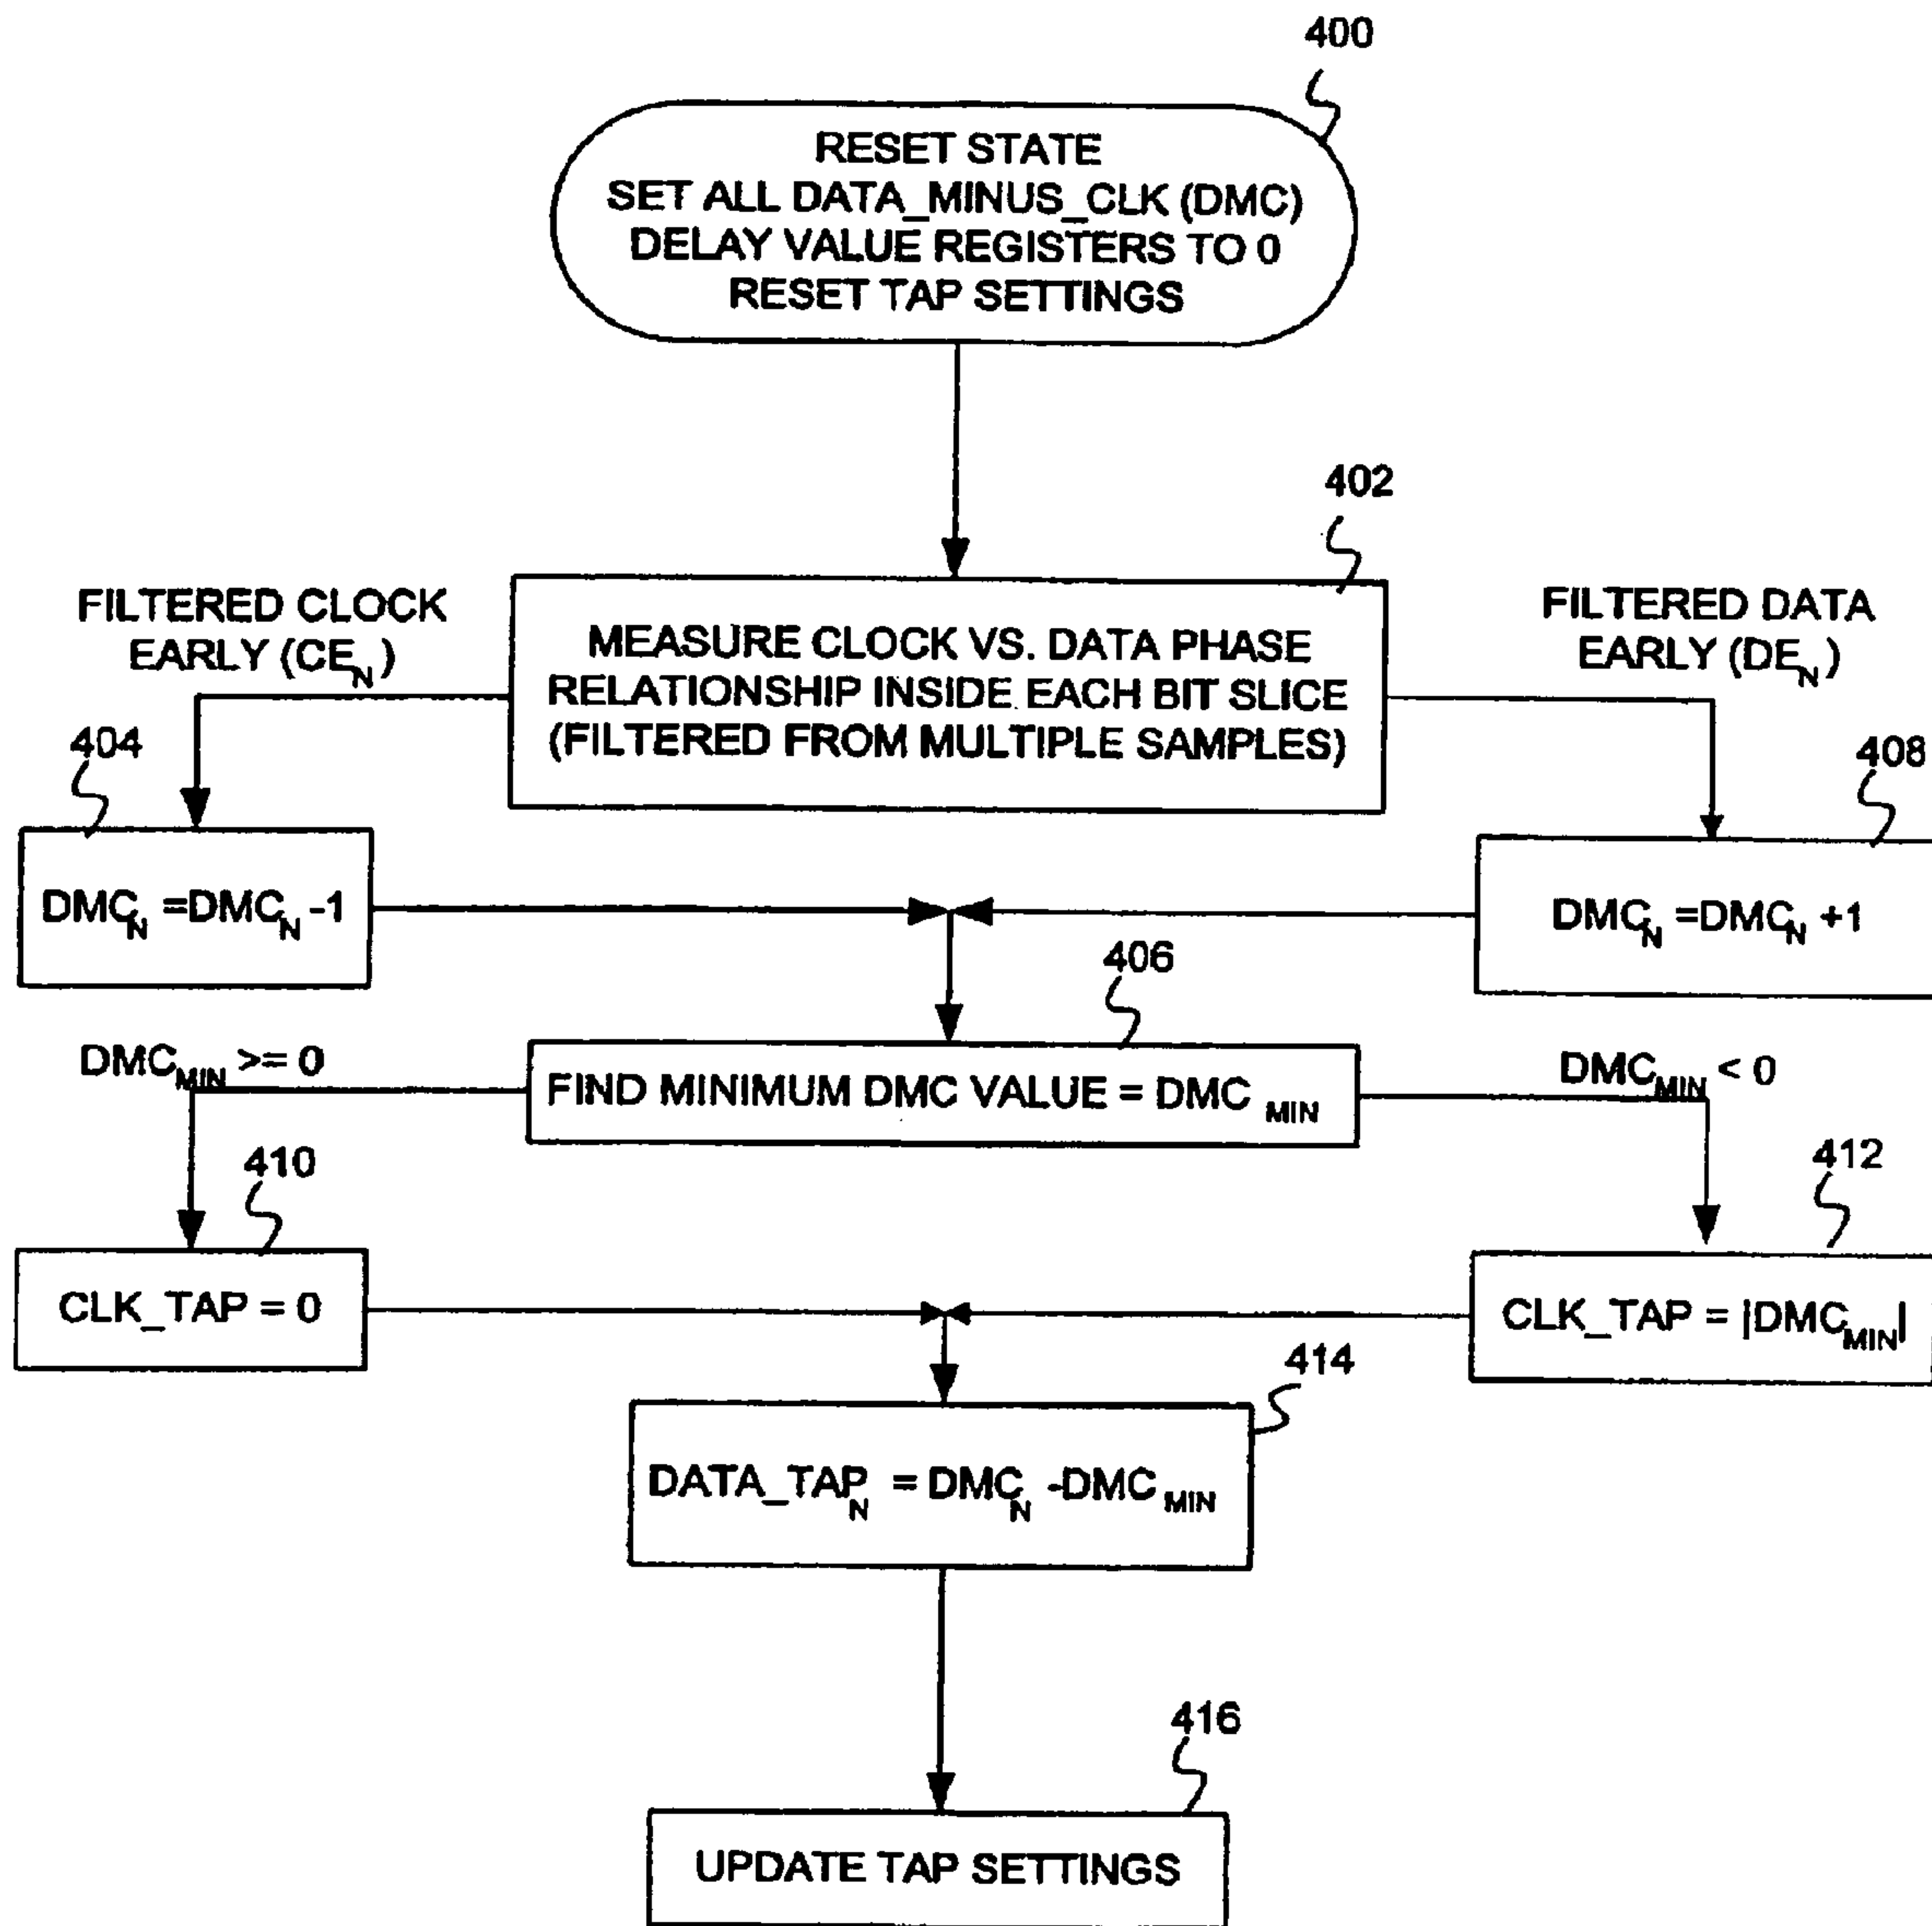 400
RESET STATE
SET ALL DATA_MINUS_CLK (DMC)
DELAY VALUE REGISTERS TO 0
RESET TAP SETTINGS
402
FILTERED CLOCK
EARLY (CE_N)
MEASURE CLOCK VS. DATA PHASE
RELATIONSHIP INSIDE EACH BIT SLICE
(FILTERED FROM MULTIPLE SAMPLES)
FILTERED DATA
EARLY (DE_N)
404
408
DMC_N =DMC_N -1
DMC_N =DMC_N +1
406
DMC_MIN >= 0
FIND MINIMUM DMC VALUE = DMC_MIN
DMC_MIN < 0
410
412
CLK_TAP = 0
CLK_TAP = |DMC_MIN|
414
DATA_TAP_N = DMC_N -DMC_MIN
416
UPDATE TAP SETTINGS